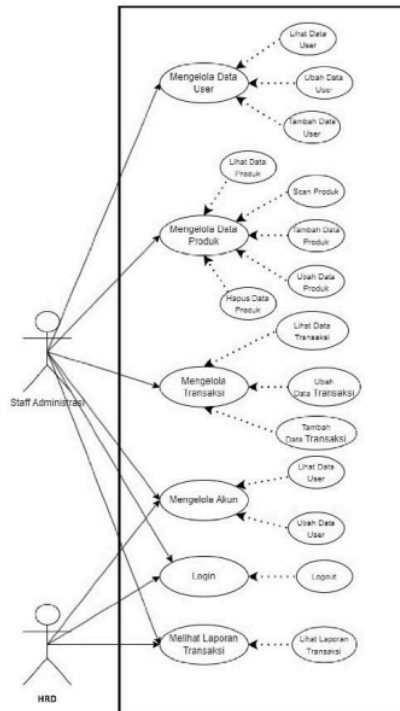 Lihat Data
User
Mengelola Data
User
Ubah Data
User
Tambah Data
User
Lihat Data
Produk
Scan Produk
Mengelola Data
Produk
Tambah Data
Produk
Ubah Data
Produk
Hapus Data
Produk
Lihat Data
Transaksi
Staff Administrasi
Mengelola
Transaksi
Ubah
Data Transaksi
Tambah
Data Transaksi
Lihat Data
User
Mengelola Akun
Ubah Data
User
Login
Logout
Melihat Laporan
Transaksi
Lihat Laporan
Transaksi
HRD